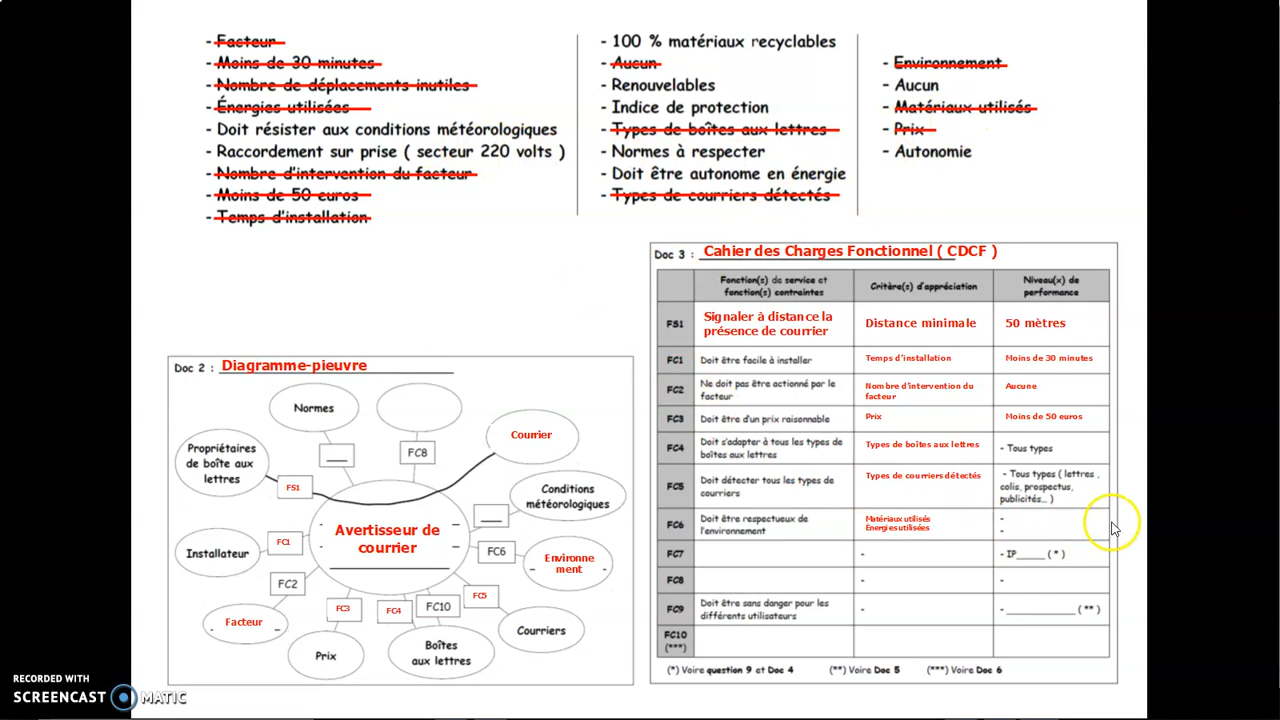 - Facteur
- Moins de 30 minutes
- Nombre de déplacements inutiles
- Énergies utilisées
- Doit résister aux conditions météorologiques
- Raccordement sur prise ( secteur 220 volts )
- Nombre d'intervention du facteur
- Moins de 50 euros
- Temps d'installation
- 100 % matériaux recyclables
- Aucun
- Renouvelables
- Indice de protection
- Types de boîtes aux lettres
- Normes à respecter
- Doit être autonome en énergie
- Types de courriers détectés
- Environnement
- Aucun
- Matériaux utilisés
- Prix
- Autonomie
Doc 2 : Diagramme-pieuvre
Normes
Propriétaires
de boîte aux
lettres
___
FC8
Courrier
FS1
Conditions
météorologiques
___
Avertisseur de
courrier
Installateur
FC1
FC6
Environne
ment
FC2
FC3
FC4
FC10
FC5
Facteur
Prix
Boîtes
aux lettres
Courriers
Doc 3 : Cahier des Charges Fonctionnel ( CDCF )
Fonction(s) de service et
fonction(s) contraintes
Critère(s) d'appréciation
Niveau(x) de
performance
FS1
Signaler à distance la
présence de courrier
Distance minimale
50 mètres
FC1
Doit être facile à installer
Temps d'installation
Moins de 30 minutes
FC2
Ne doit pas être actionné par le
facteur
Nombre d'intervention du
facteur
Aucune
FC3
Doit être d'un prix raisonnable
Prix
Moins de 50 euros
FC4
Doit s'adapter à tous les types de
boîtes aux lettres
Types de boîtes aux lettres
- Tous types
FC5
Doit détecter tous les types de
courriers
Types de courriers détectés
- Tous types ( lettres ,
colis, prospectus,
publicités... )
FC6
Doit être respectueux de
l'environnement
Matériaux utilisés
Énergies utilisées
-
-
FC7
-
- IP_____ ( * )
FC8
-
-
FC9
Doit être sans danger pour les
différents utilisateurs
-
- ____________ ( ** )
FC10
(***)
(*) Voire question 9 et Doc 4 (**) Voire Doc 5 (***) Voire Doc 6
RECORDED WITH
SCREENCAST MATIC